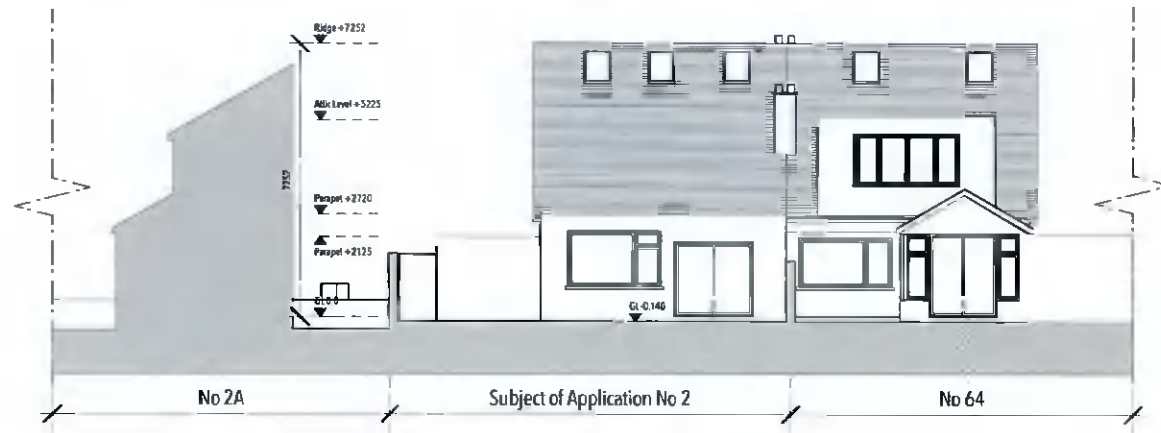 Ridge +7252
Attic Level +5225
7252
Parapet +2720
Parapet +2125
GL 0.0
GL -0.140
No 2A
Subject of Application No 2
No 64